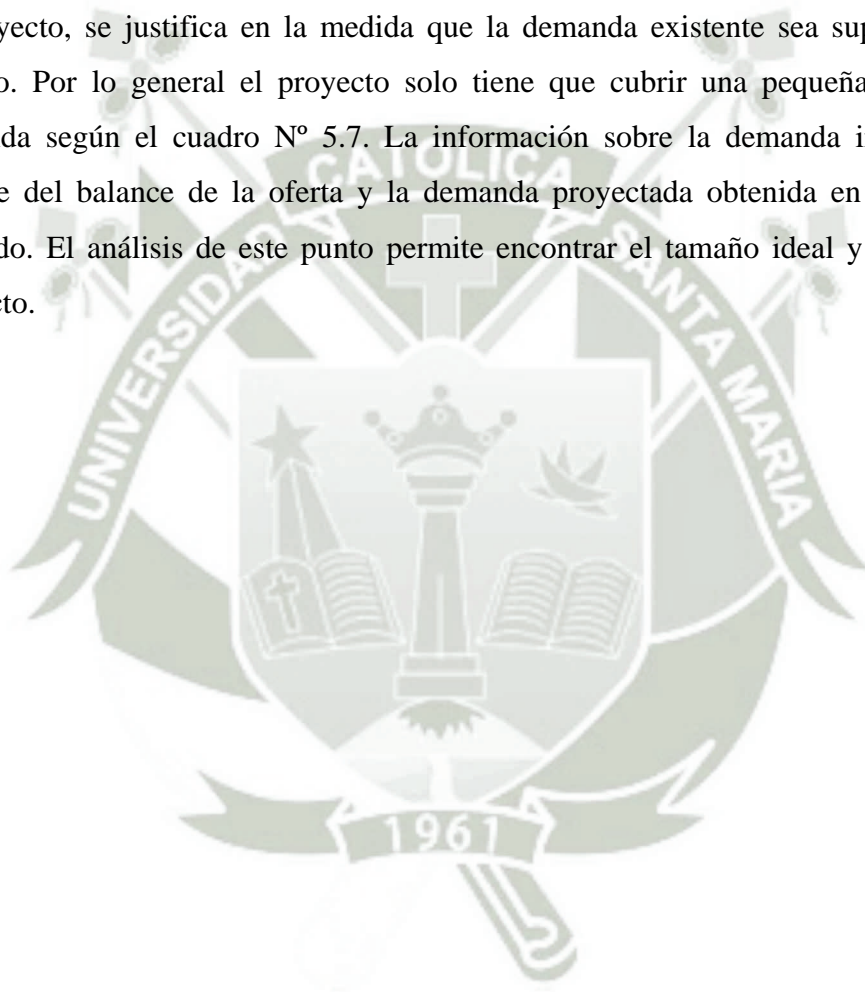 yecto, se justifica en la medida que la demanda existente sea sup
o. Por lo general el proyecto solo tiene que cubrir una pequeña
da según el cuadro Nº 5.7. La información sobre la demanda i
e del balance de la oferta y la demanda proyectada obtenida en
do. El análisis de este punto permite encontrar el tamaño ideal y
cto.
UNIVERSIDAD CATOLICA SANTA MARIA
1961